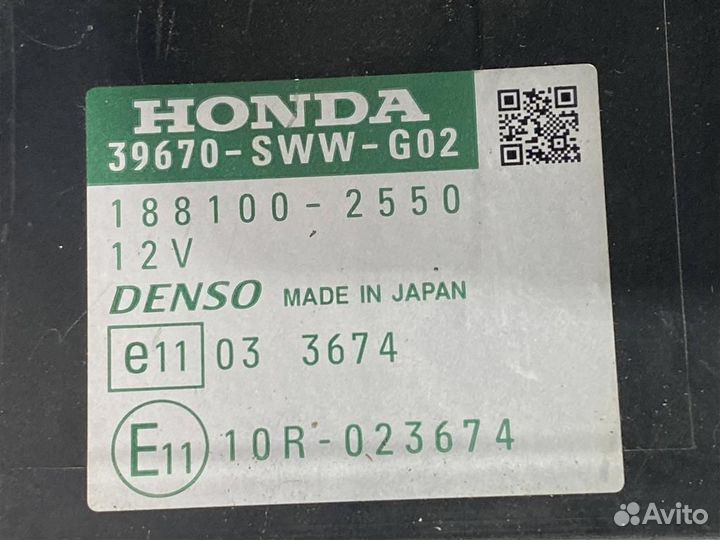 HONDA
39670-SWW-G02
188100-2550
12V
DENSO MADE IN JAPAN
e11 03 3674
E11 10R-023674
Avito